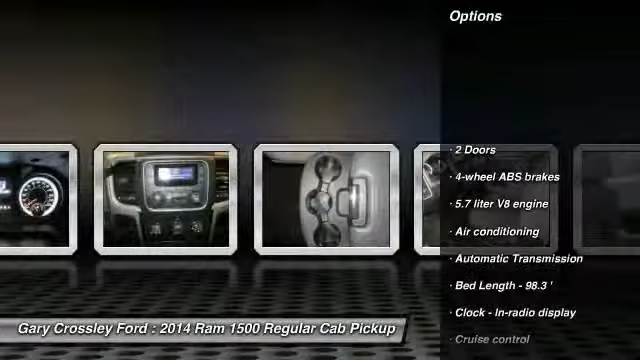 Options
· 2 Doors
· 4-wheel ABS brakes
· 5.7 liter V8 engine
· Air conditioning
· Automatic Transmission
· Bed Length - 98.3 '
· Clock - In-radio display
· Cruise control
Gary Crossley Ford : 2014 Ram 1500 Regular Cab Pickup